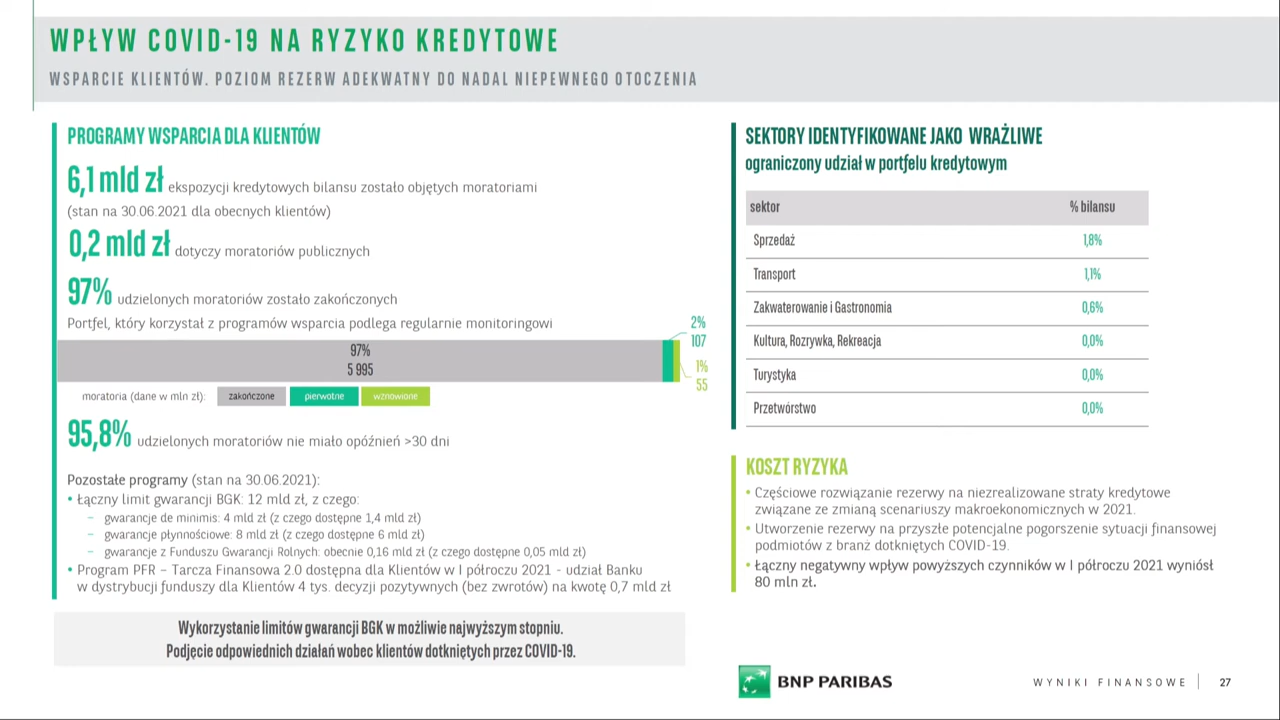 WPŁYW COVID-19 NA RYZYKO KREDYTOWE
WSPARCIE KLIENTÓW. POZIOM REZERW ADEKWATNY DO NADAL NIEPEWNEGO OTOCZENIA
PROGRAMY WSPARCIA DLA KLIENTÓW
6,1 mld zł ekspozycji kredytowych bilansu zostało objętych moratoriami
(stan na 30.06.2021 dla obecnych klientów)
0,2 mld zł dotyczy moratoriów publicznych
97% udzielonych moratoriów zostało zakończonych
Portfel, który korzystał z programów wsparcia podlega regularnie monitoringowi
2%
107
97%
5 995
1%
55
moratoria (dane w mln zł): zakończone pierwotne wznowione
95,8% udzielonych moratoriów nie miało opóźnień >30 dni
Pozostałe programy (stan na 30.06.2021):
• Łączny limit gwarancji BGK: 12 mld zł, z czego:
– gwarancje de minimis: 4 mld zł (z czego dostępne 1,4 mld zł)
– gwarancje płynnościowe: 8 mld zł (z czego dostępne 6 mld zł)
– gwarancje z Funduszu Gwarancji Rolnych: obecnie 0,16 mld zł (z czego dostępne 0,05 mld zł)
• Program PFR – Tarcza Finansowa 2.0 dostępna dla Klientów w I półroczu 2021 - udział Banku
w dystrybucji funduszy dla Klientów 4 tys. decyzji pozytywnych (bez zwrotów) na kwotę 0,7 mld zł
Wykorzystanie limitów gwarancji BGK w możliwie najwyższym stopniu.
Podjęcie odpowiednich działań wobec klientów dotkniętych przez COVID-19.
SEKTORY IDENTYFIKOWANE JAKO WRAŻLIWE
ograniczony udział w portfelu kredytowym
sektor % bilansu
Sprzedaż 1,8%
Transport 1,1%
Zakwaterowanie i Gastronomia 0,6%
Kultura, Rozrywka, Rekreacja 0,0%
Turystyka 0,0%
Przetwórstwo 0,0%
KOSZT RYZYKA
• Częściowe rozwiązanie rezerwy na niezrealizowane straty kredytowe
związane ze zmianą scenariuszy makroekonomicznych w 2021.
• Utworzenie rezerwy na przyszłe potencjalne pogorszenie sytuacji finansowej
podmiotów z branż dotkniętych COVID-19.
• Łączny negatywny wpływ powyższych czynników w I półroczu 2021 wyniósł
80 mln zł.
BNP PARIBAS
WYNIKI FINANSOWE | 27